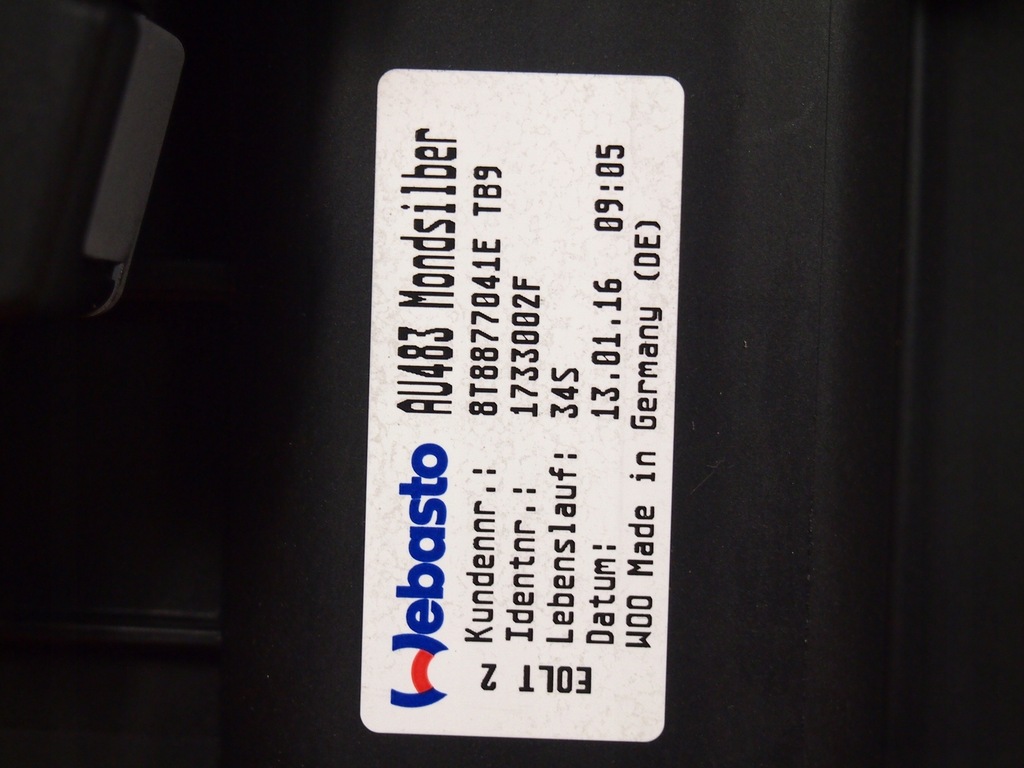 Webasto AU483 Mondsilber
Kundennr.: 8T8877041E TB9
Identnr.: 1733002F
Lebenslauf: 34S
Datum: 13.01.16 09:05
WOO Made in Germany (DE)
EOLT 2